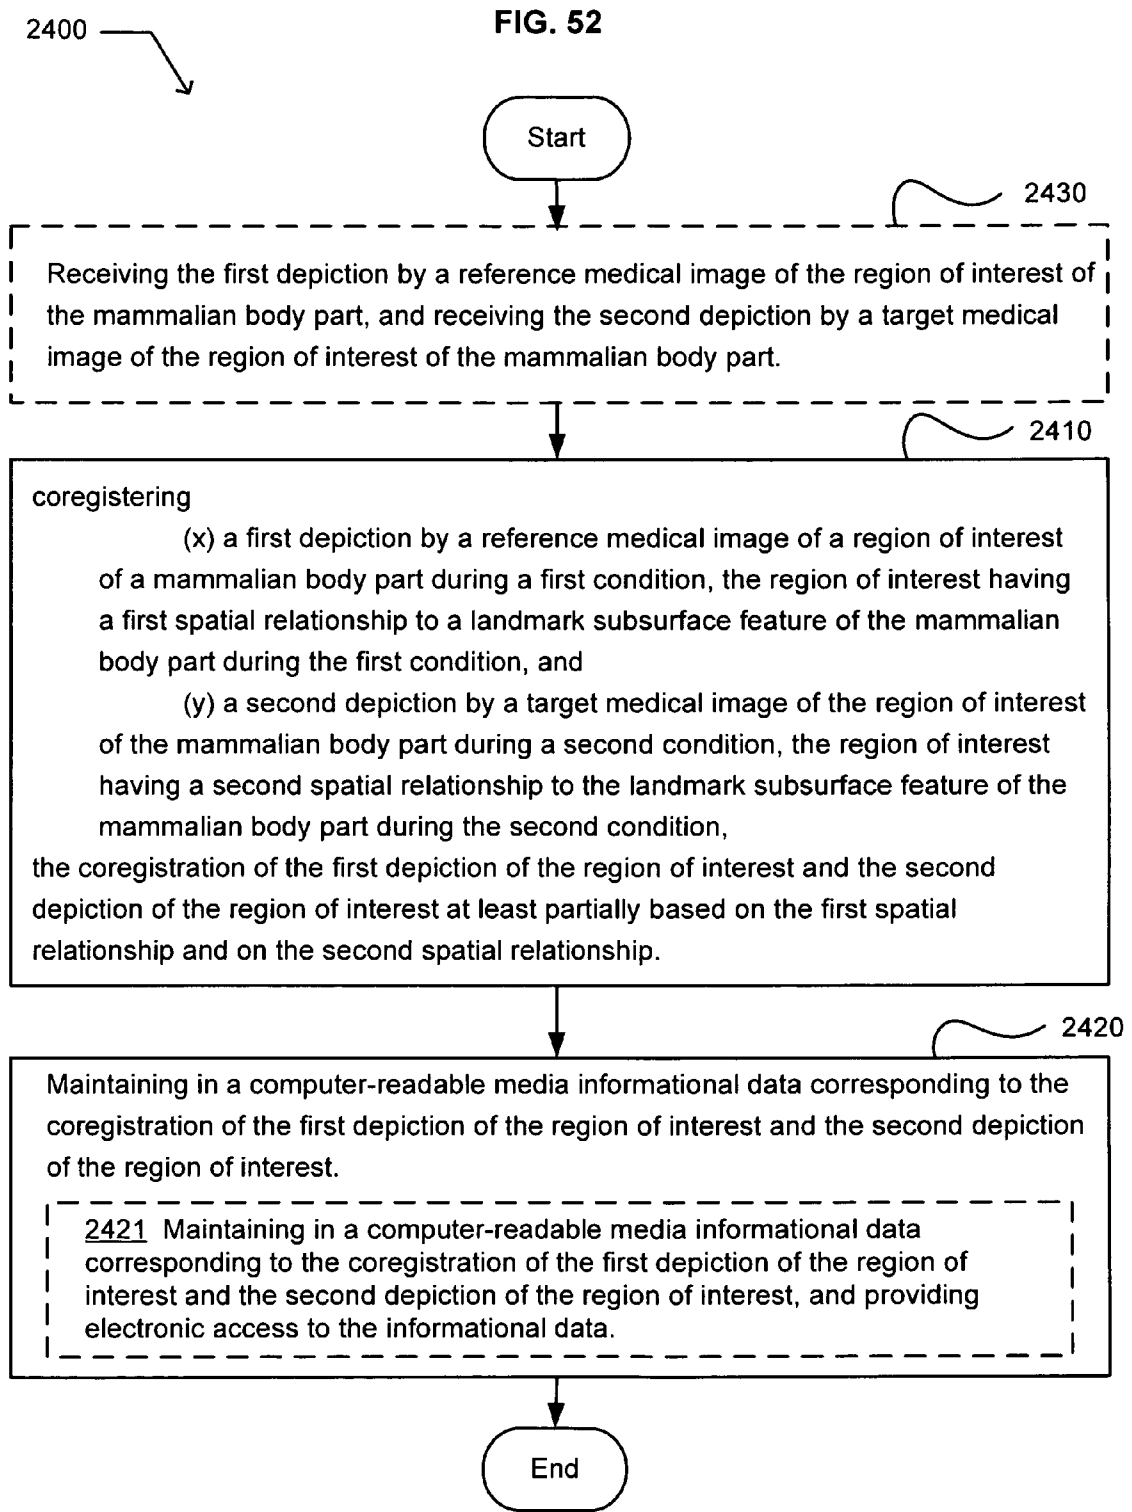 FIG. 52
2400
Start
2430
Receiving the first depiction by a reference medical image of the region of interest of
the mammalian body part, and receiving the second depiction by a target medical
image of the region of interest of the mammalian body part.
2410
coregistering
(x) a first depiction by a reference medical image of a region of interest
of a mammalian body part during a first condition, the region of interest having
a first spatial relationship to a landmark subsurface feature of the mammalian
body part during the first condition, and
(y) a second depiction by a target medical image of the region of interest
of the mammalian body part during a second condition, the region of interest
having a second spatial relationship to the landmark subsurface feature of the
mammalian body part during the second condition,
the coregistration of the first depiction of the region of interest and the second
depiction of the region of interest at least partially based on the first spatial
relationship and on the second spatial relationship.
2420
Maintaining in a computer-readable media informational data corresponding to the
coregistration of the first depiction of the region of interest and the second depiction
of the region of interest.
2421 Maintaining in a computer-readable media informational data
corresponding to the coregistration of the first depiction of the region of
interest and the second depiction of the region of interest, and providing
electronic access to the informational data.
End